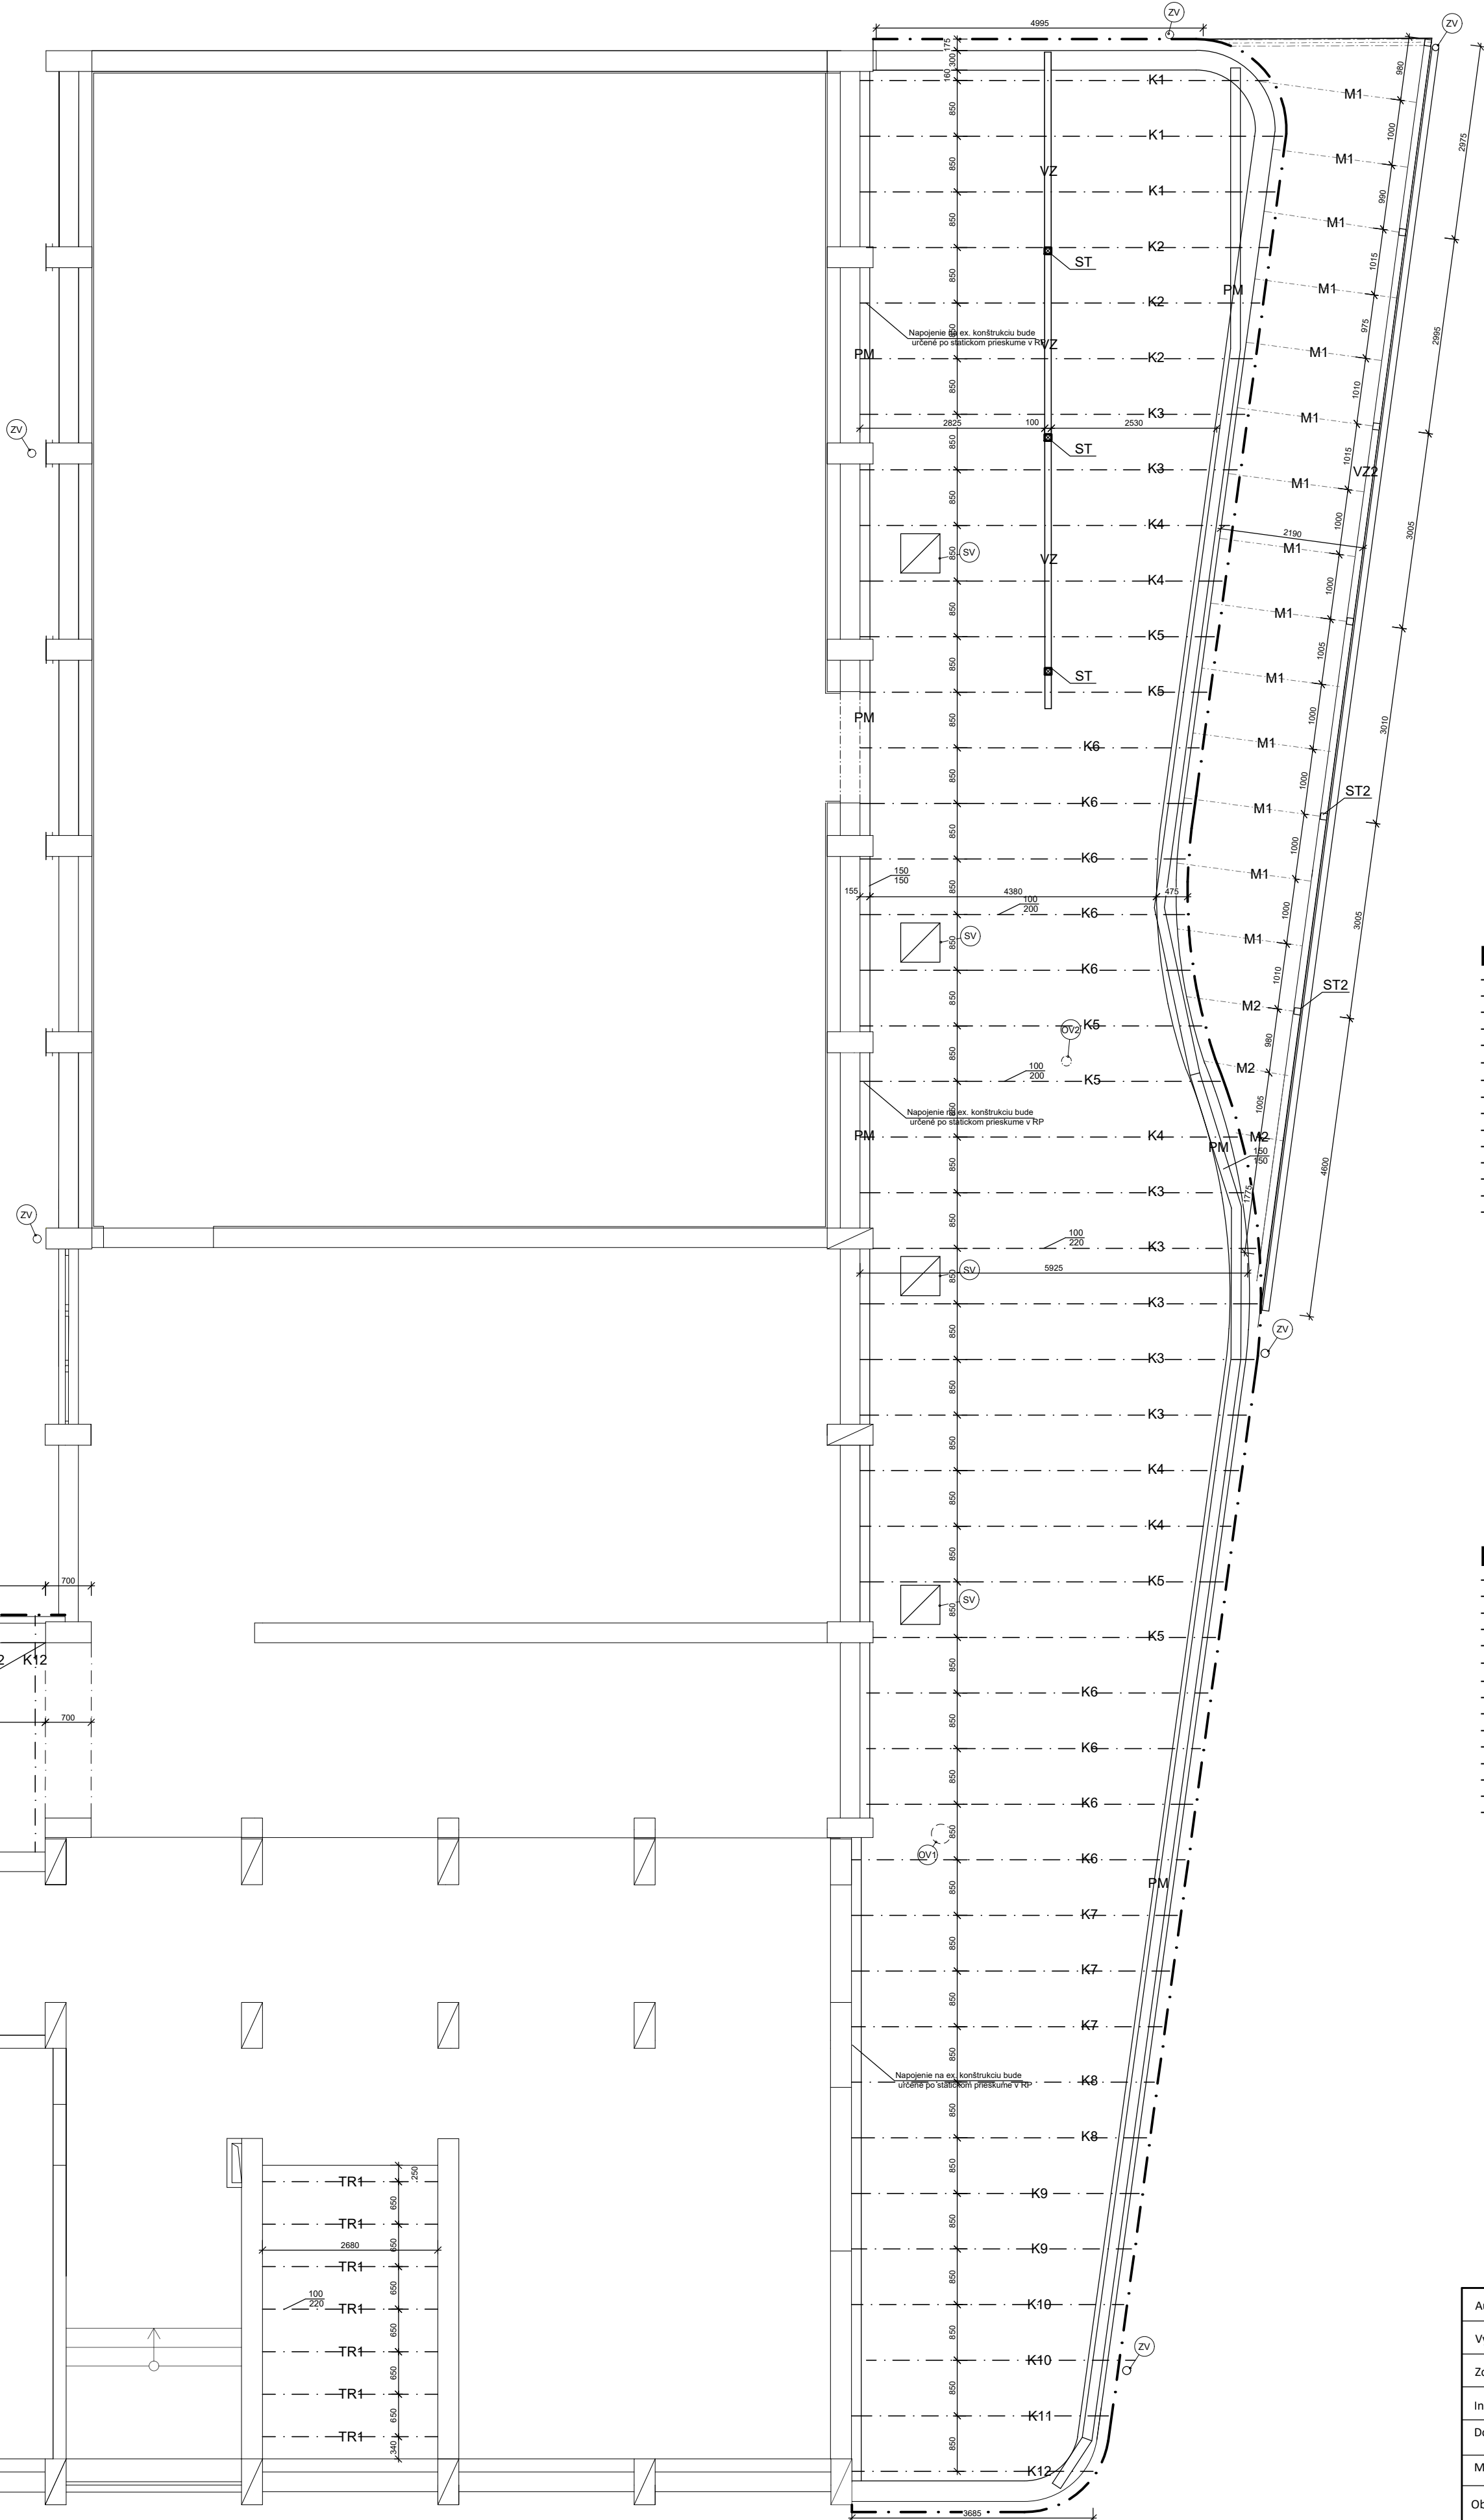 4995
ZV
ZV
175
300
160
K1
M1
980
850
K1
1000
2975
M1
850
VZ
K1
990
850
M1
K2
ST
1015
850
PM
M1
K2
Napojenie na ex. konštrukciu bude
určené po statickom prieskume v RP
850
VZ
975
2995
PM
K2
M1
850
1010
K3
M1
2825
100
2530
ZV
850
ST
1015
K3
VZ2
M1
850
1000
K4
2190
3005
SV
850
VZ
M1
K4
1000
850
M1
K5
1005
850
ST
M1
K5
PM
850
1000
3010
K6
M1
850
1000
ST2
K6
M1
850
1000
K6
150
150
M1
155
4380
475
850
100
200
K6
1000
3005
SV
850
M1
K6
1010
850
ST2
M2
K5
OV2
850
980
M2
100
200
K5
Napojenie na ex. konštrukciu bude
určené po statickom prieskume v RP
850
1005
PM
K4
M2
PM
150
150
850
4600
K3
1775
ZV
850
100
220
K3
SV
850
5925
K3
ZV
850
K3
850
K3
850
K4
850
K4
850
700
K5
SV
850
K5
K12
850
K6
700
850
K6
850
K6
850
OV1
K6
PM
850
K7
850
K7
850
K7
850
Napojenie na ex. konštrukciu bude
určené po statickom prieskume v RP
K8
850
K8
250
TR1
850
650
K9
TR1
650
2680
850
K9
TR1
650
850
100
220
TR1
K10
650
850
ZV
TR1
K10
650
850
TR1
K11
650
TR1
340
850
K12
3685